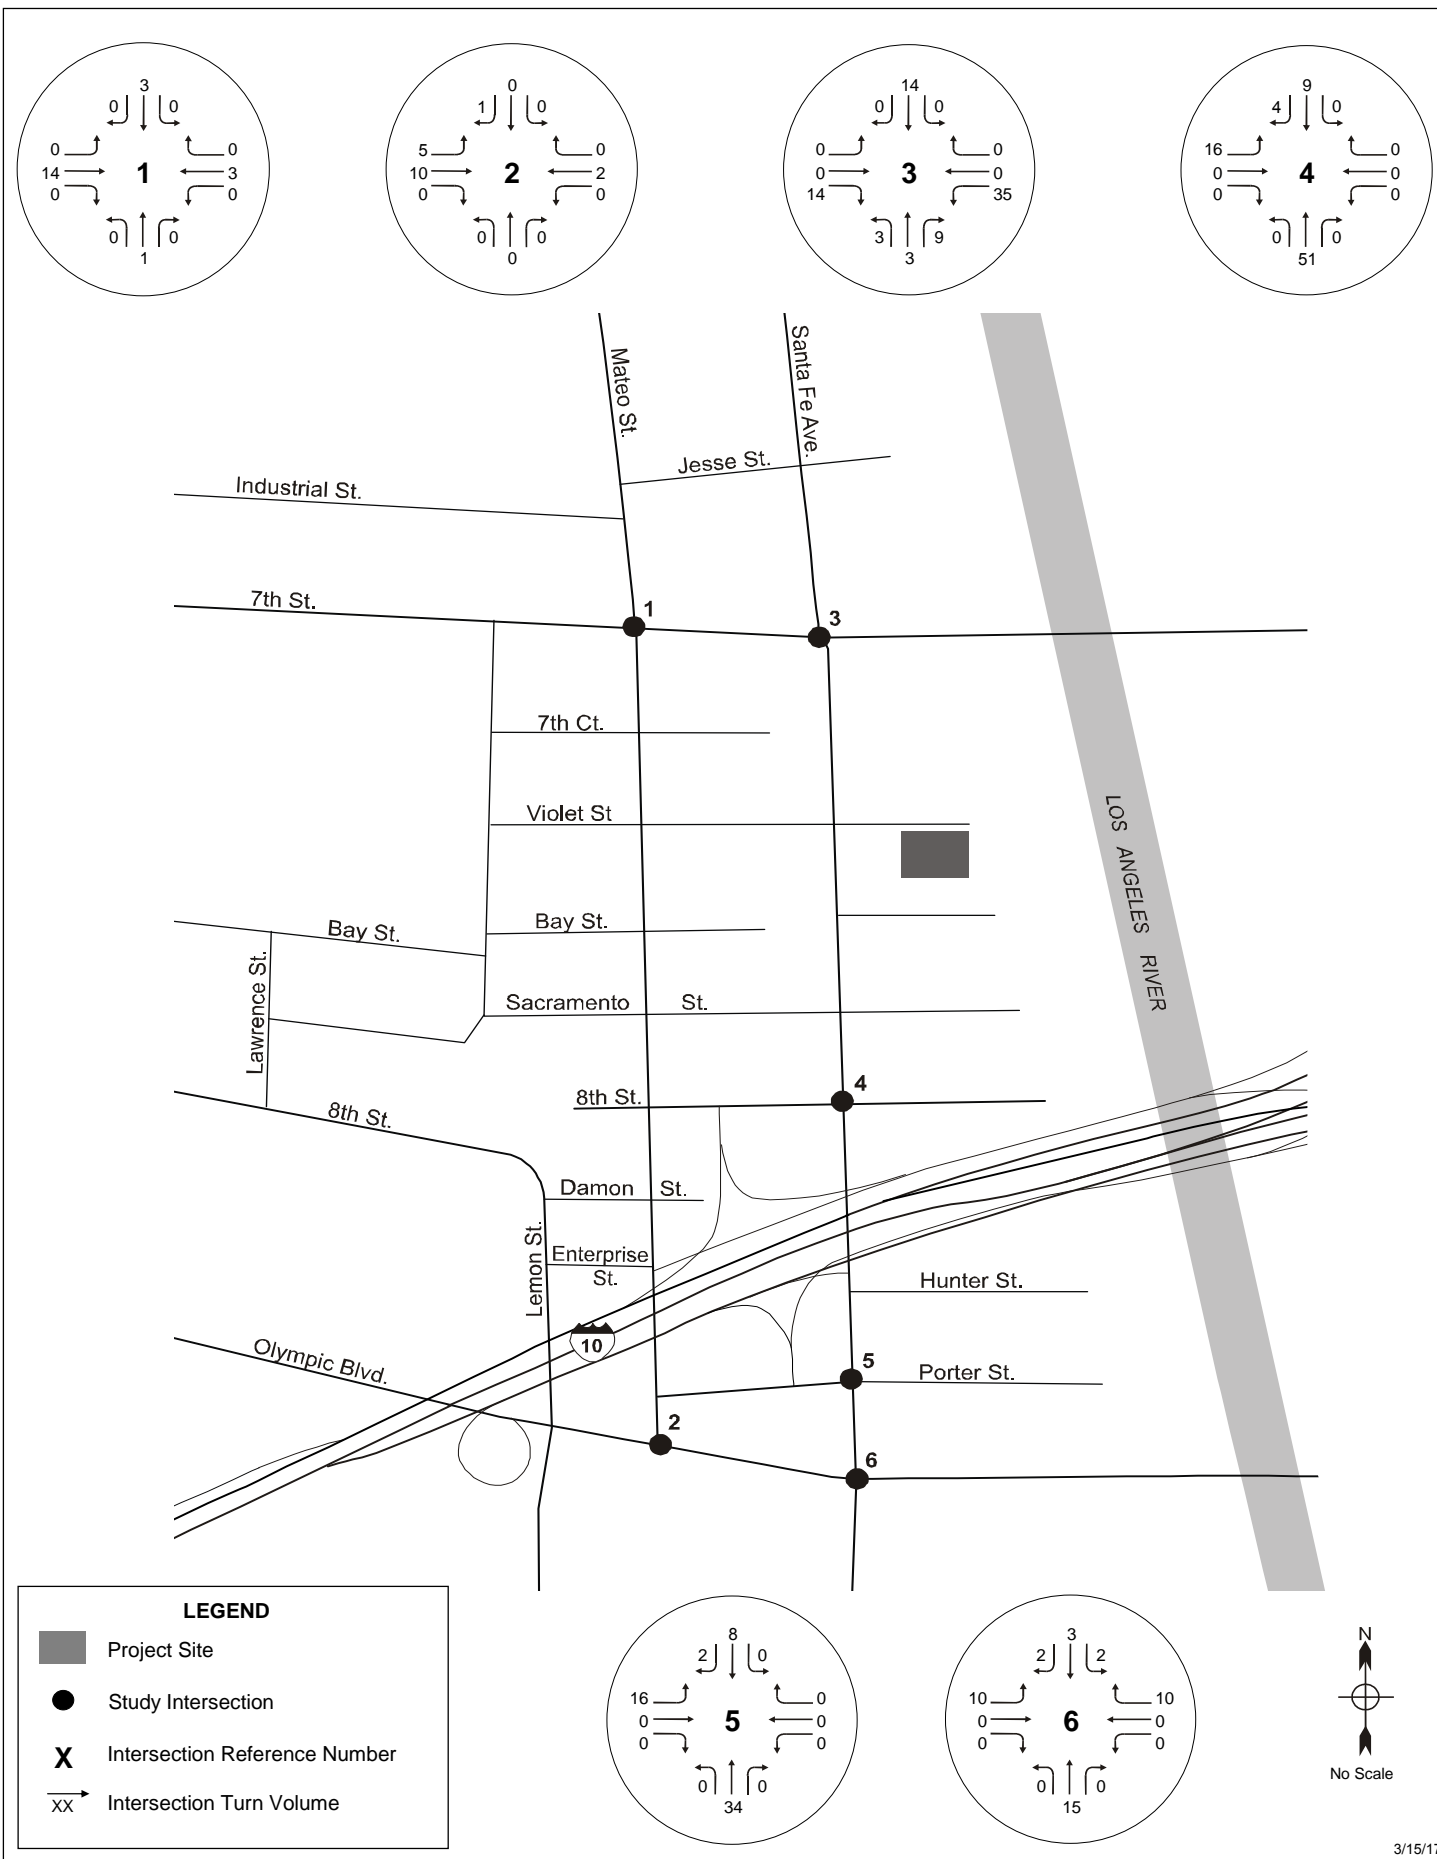 3
0 0
0 0
14 1 3
0 0
0 0
1
0
1 0
5 0
10 2 2
0 0
0 0
0
14
0 0
0 0
0 3 0
14 35
3 9
3
9
4 0
16 0
0 4 0
0 0
0 0
51
Mateo St.
Santa Fe Ave.
Jesse St.
Industrial St.
7th St.
1
3
7th Ct.
Violet St
LOS ANGELES RIVER
Bay St.
Bay St.
Lawrence St.
Sacramento St.
8th St.
4
8th St.
Damon St.
Lemon St.
Enterprise
St.
Hunter St.
10
Olympic Blvd.
5
Porter St.
2
6
LEGEND
Project Site
Study Intersection
X Intersection Reference Number
XX Intersection Turn Volume
8
2 0
16 0
0 5 0
0 0
0 0
34
3
2 2
10 10
0 6 0
0 0
0 0
15
N
No Scale
3/15/17